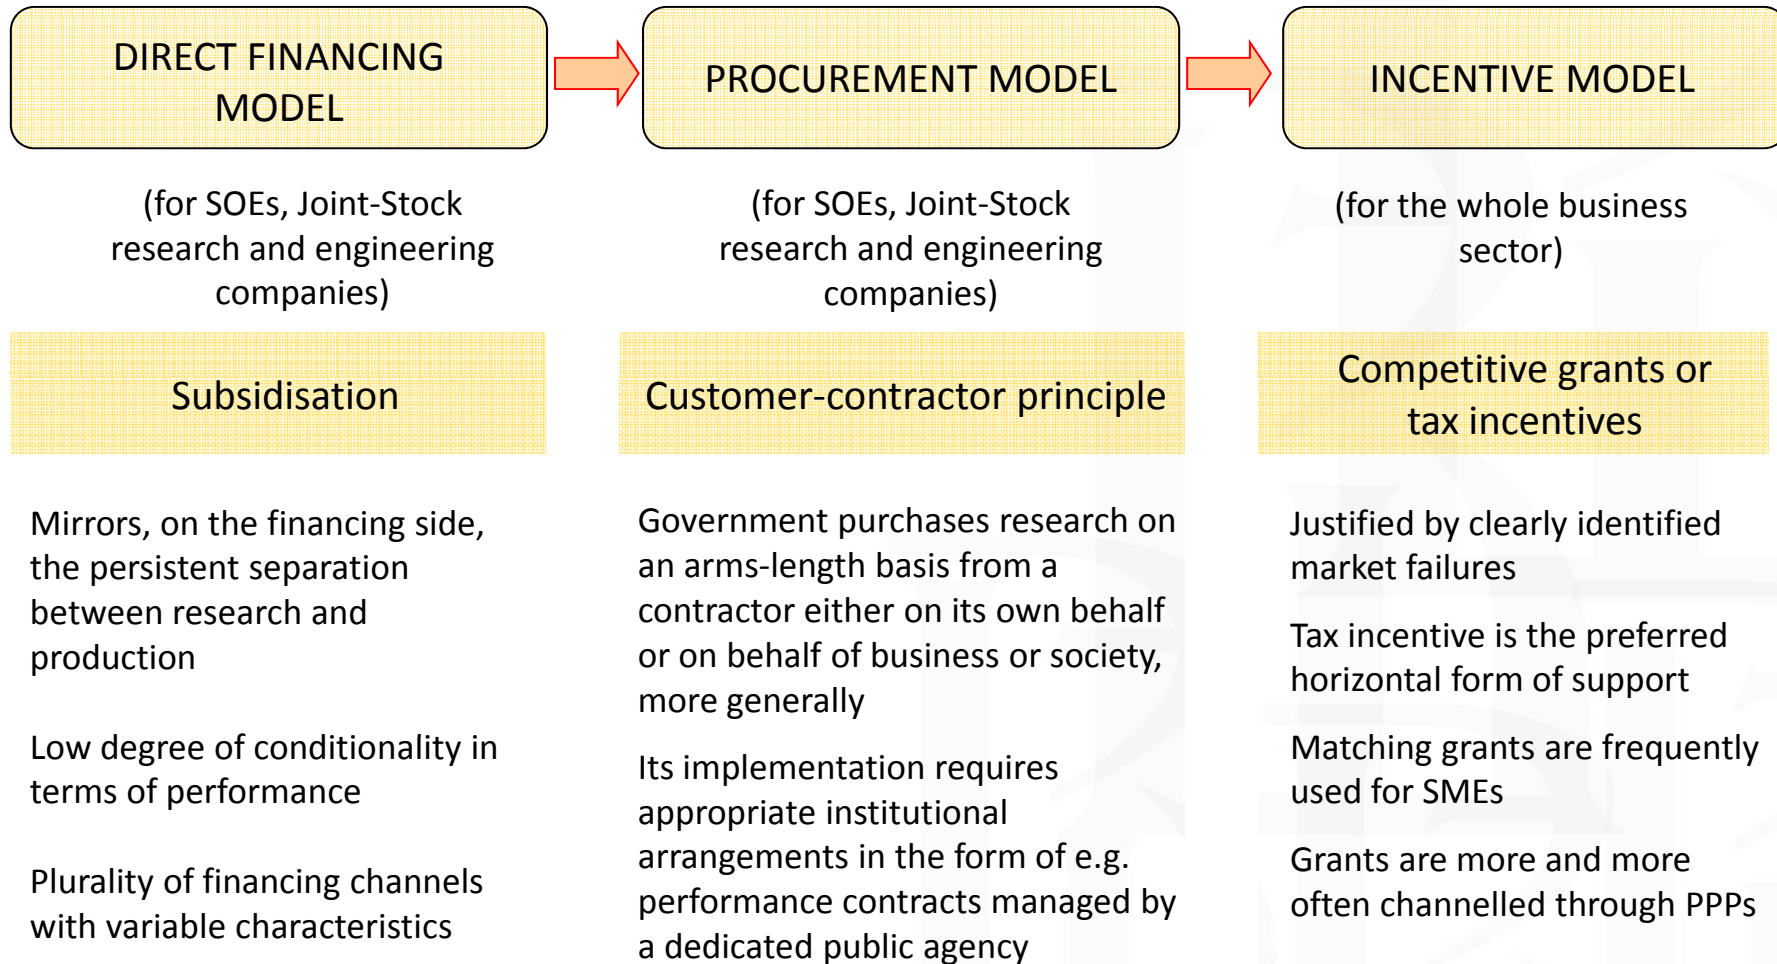 DIRECT FINANCING
MODEL
PROCUREMENT MODEL
INCENTIVE MODEL
(for SOEs, Joint-Stock
research and engineering
companies)
(for SOEs, Joint-Stock
research and engineering
companies)
(for the whole business
sector)
Subsidisation
Customer-contractor principle
Competitive grants or
tax incentives
Mirrors, on the financing side,
the persistent separation
between research and
production
Low degree of conditionality in
terms of performance
Plurality of financing channels
with variable characteristics
Government purchases research on
an arms-length basis from a
contractor either on its own behalf
or on behalf of business or society,
more generally
Its implementation requires
appropriate institutional
arrangements in the form of e.g.
performance contracts managed by
a dedicated public agency
Justified by clearly identified
market failures
Tax incentive is the preferred
horizontal form of support
Matching grants are frequently
used for SMEs
Grants are more and more
often channelled through PPPs